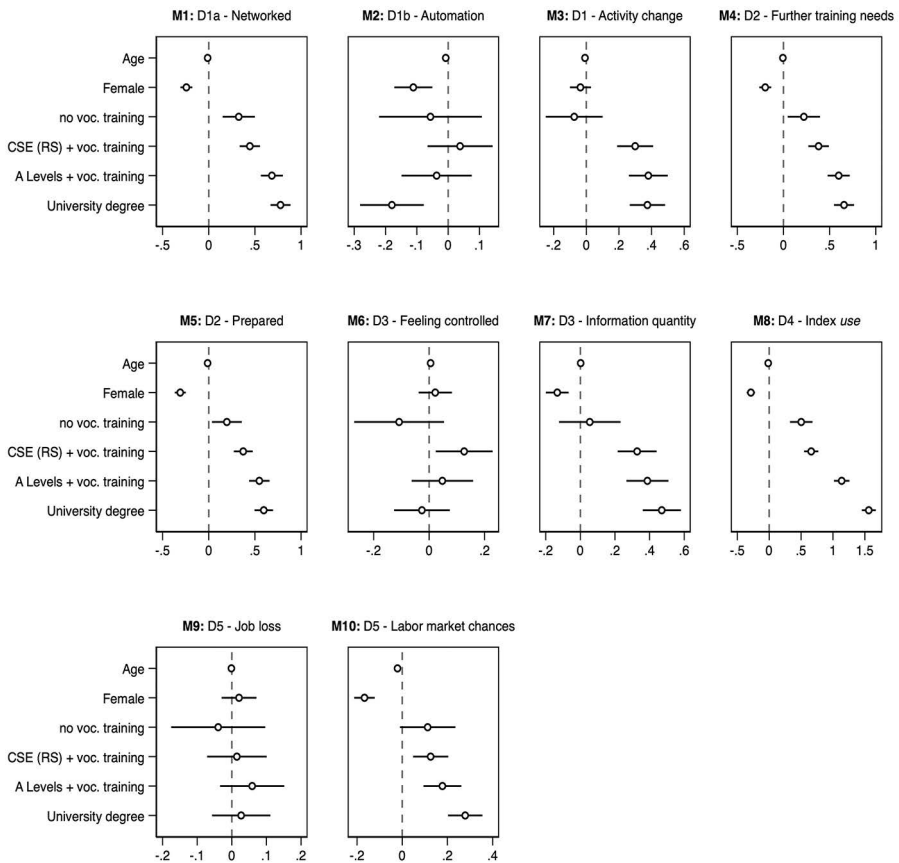 M1: D1a - Networked
M2: D1b - Automation
M3: D1 - Activity change
M4: D2 - Further training needs
Age
Female
no voc. training
CSE (RS) + voc. training
A Levels + voc. training
University degree
-.5 0 .5 1
-.3 -.2 -.1 0 .1
-.2 0 .2 .4 .6
-.5 0 .5 1
M5: D2 - Prepared
M6: D3 - Feeling controlled
M7: D3 - Information quantity
M8: D4 - Index use
Age
Female
no voc. training
CSE (RS) + voc. training
A Levels + voc. training
University degree
-.5 0 .5 1
-.2 0 .2
-.2 0 .2 .4 .6
-.5 0 .5 1 1.5
M9: D5 - Job loss
M10: D5 - Labor market chances
Age
Female
no voc. training
CSE (RS) + voc. training
A Levels + voc. training
University degree
-.2 -.1 0 .1 .2
-.2 0 .2 .4